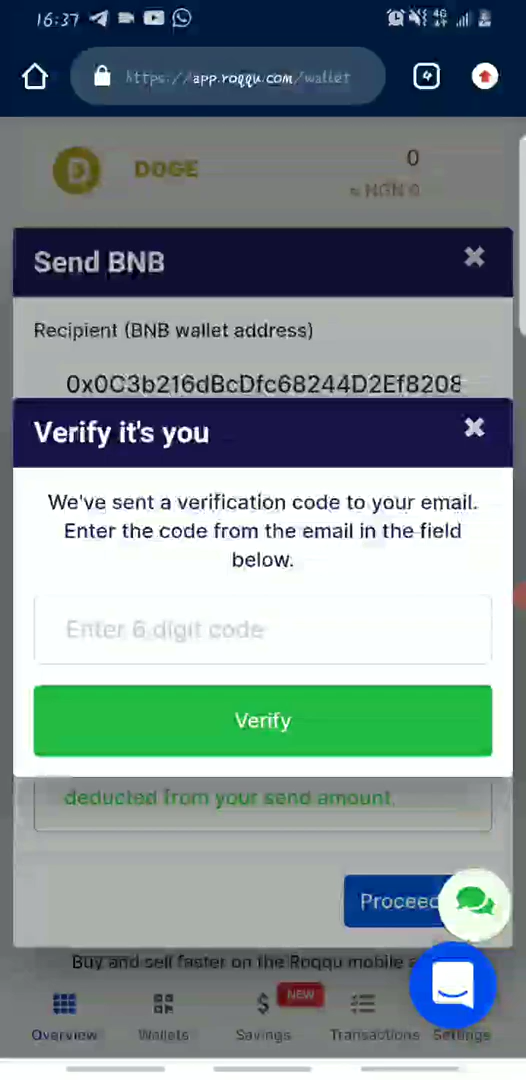 16:37
4G
https://app.roqqu.com/wallet
4
DOGE
0
≈ NGN 0
Send BNB
Recipient (BNB wallet address)
0x0C3b216dBcDfc68244D2Ef8208
Verify it's you
We've sent a verification code to your email.
Enter the code from the email in the field
below.
Enter 6 digit code
Verify
deducted from your send amount.
Proceed
Buy and sell faster on the Roqqu mobile a
NEW
Overview
Wallets
Savings
Transactions
Settings